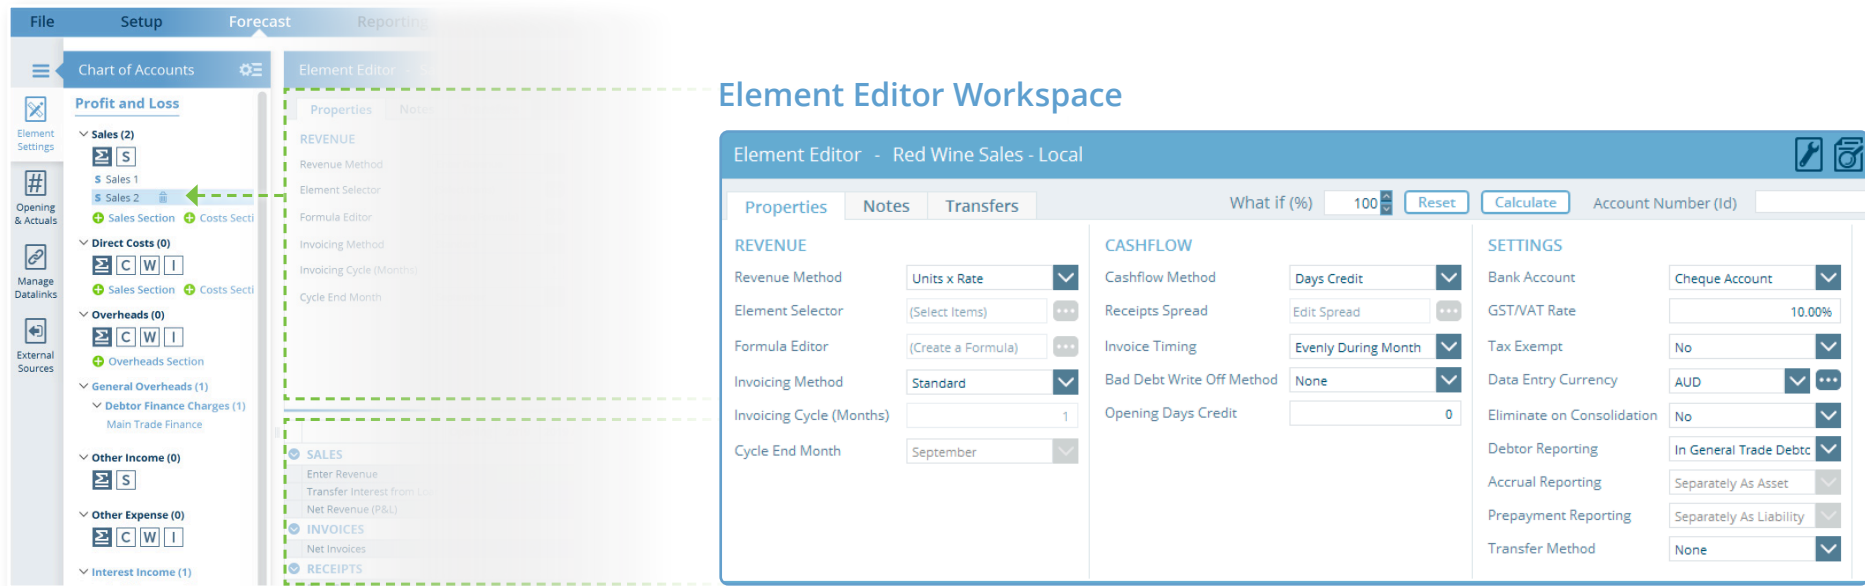 File Setup Forecast Reporting
Chart of Accounts
Element Editor
Profit and Loss
Properties Notes
Element Settings
Sales (2)
Σ S
S Sales 1
S Sales 2
Sales Section Costs Secti
Opening & Actuals
Direct Costs (0)
Σ C W I
Sales Section Costs Secti
Manage Datalinks
Overheads (0)
Σ C W I
Overheads Section
External Sources
General Overheads (1)
Debtor Finance Charges (1)
Main Trade Finance
Other Income (0)
Σ S
Other Expense (0)
Σ C W I
Interest Income (1)
REVENUE
Revenue Method
Element Selector
Formula Editor
Invoicing Method
Invoicing Cycle (Months)
Cycle End Month
SALES
Enter Revenue
Transfer Interest from
Net Revenue (P&L)
INVOICES
Net Invoices
RECEIPTS
Element Editor Workspace
Element Editor - Red Wine Sales - Local
Properties Notes Transfers What if (%) 100 Reset Calculate Account Number (Id)
REVENUE
Revenue Method Units x Rate
Element Selector (Select Items)
Formula Editor (Create a Formula)
Invoicing Method Standard
Invoicing Cycle (Months) 1
Cycle End Month September
CASHFLOW
Cashflow Method Days Credit
Receipts Spread Edit Spread
Invoice Timing Evenly During Month
Bad Debt Write Off Method None
Opening Days Credit 0
SETTINGS
Bank Account Cheque Account
GST/VAT Rate 10.00%
Tax Exempt No
Data Entry Currency AUD
Eliminate on Consolidation No
Debtor Reporting In General Trade Debtc
Accrual Reporting Separately As Asset
Prepayment Reporting Separately As Liability
Transfer Method None